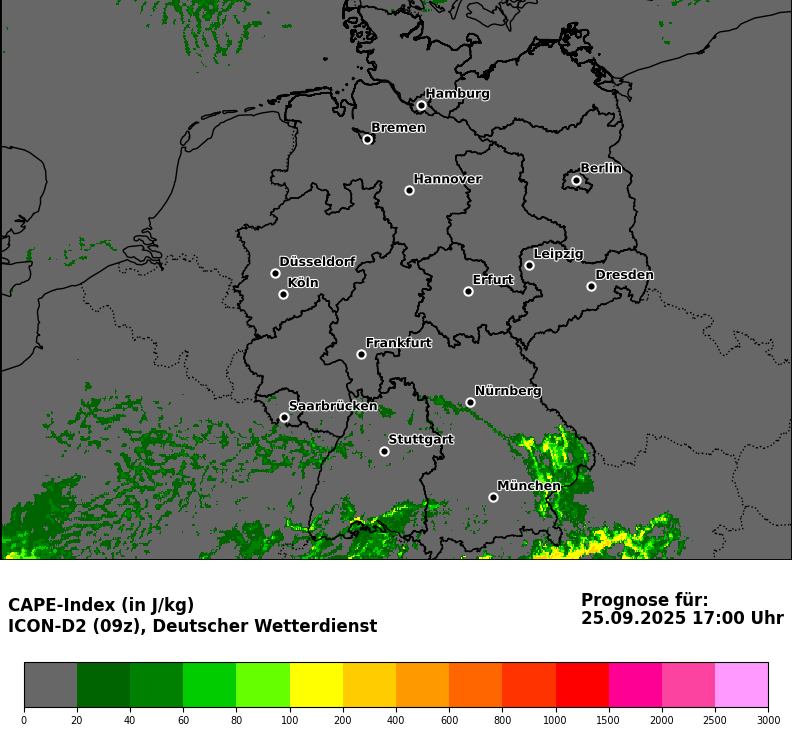 Hamburg
Bremen
Berlin
Hannover
Leipzig
Düsseldorf
Dresden
Köln
Erfurt
Frankfurt
Nürnberg
Saarbrücken
Stuttgart
München
CAPE-Index (in J/kg)
ICON-D2 (09z), Deutscher Wetterdienst
Prognose für:
25.09.2025 17:00 Uhr
0 20 40 60 80 100 200 400 600 800 1000 1500 2000 2500 3000